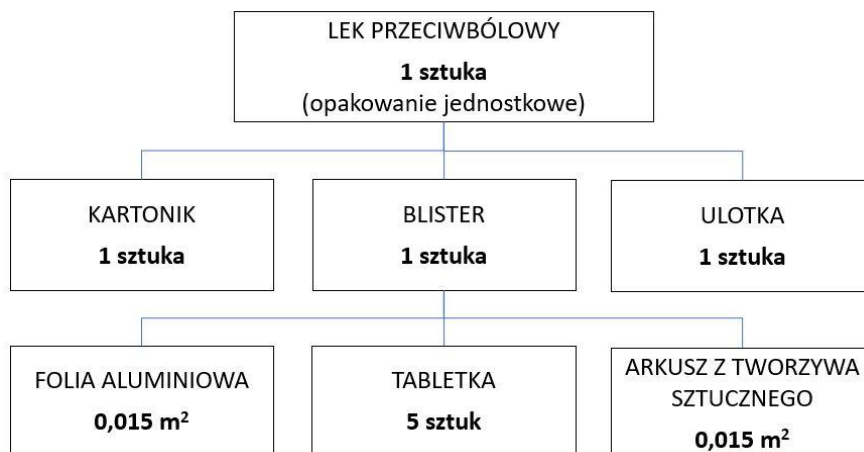 LEK PRZECIWBÓLOWY
1 sztuka
(opakowanie jednostkowe)
KARTONIK
1 sztuka
BLISTER
1 sztuka
ULOTKA
1 sztuka
FOLIA ALUMINIOWA
0,015 m²
TABLETKA
5 sztuk
ARKUSZ Z TWORZYWA
SZTUCZNEGO
0,015 m²